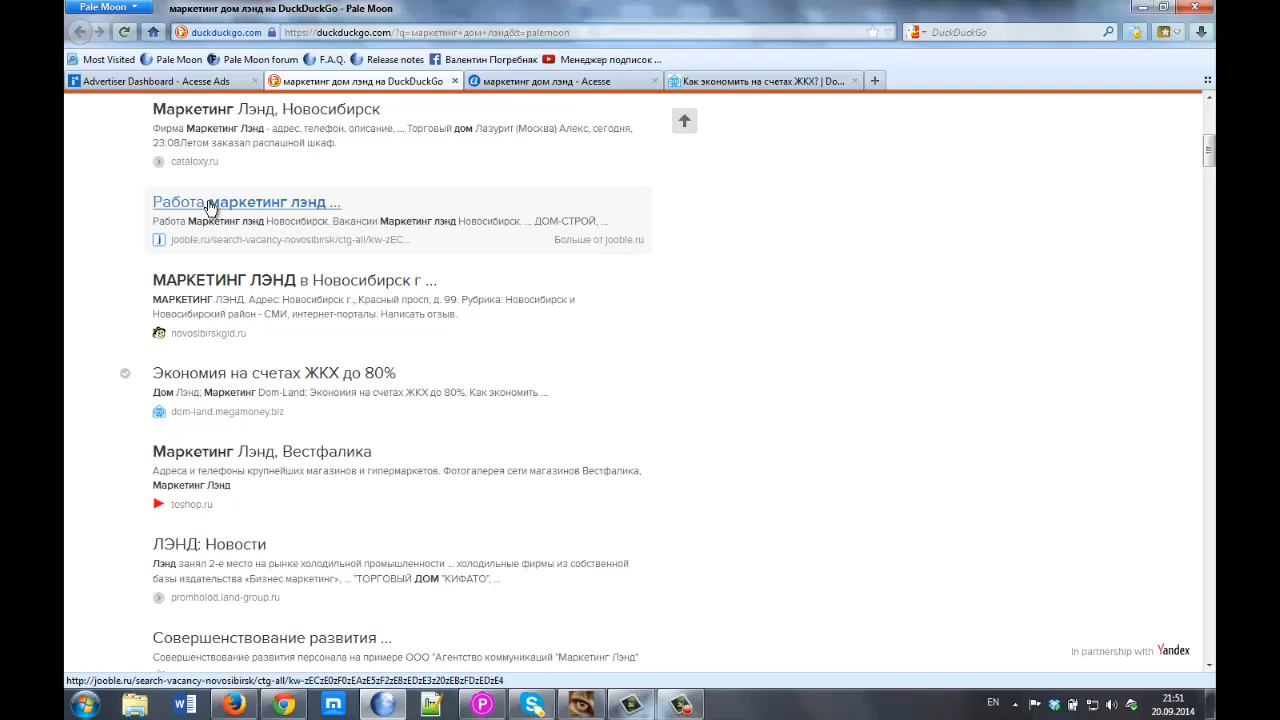 Pale Moon
маркетинг дом лэнд на DuckDuckGo - Pale Moon
duckduckgo.com
https://duckduckgo.com/?q=маркетинг+дом+лэнд&t=palemoon
DuckDuckGo
Most Visited
Pale Moon
Pale Moon forum
F.A.Q.
Release notes
Валентин Погребняк
Менеджер подписок ...
Advertiser Dashboard - Acesse Ads
маркетинг дом лэнд на DuckDuckGo
маркетинг дом лэнд - Acesse
Как экономить на счетах ЖКХ? | Do...
Маркетинг Лэнд, Новосибирск
Фирма Маркетинг Лэнд - адрес, телефон, описание, ... Торговый дом Лазурит (Москва) Алекс, сегодня,
23:08Летом заказал распашной шкаф.
cataloxy.ru
Работа маркетинг лэнд ...
Работа Маркетинг лэнд Новосибирск. Вакансии Маркетинг лэнд Новосибирск. ... ДОМ-СТРОЙ, ...
jooble.ru/search-vacancy-novosibirsk/ctg-all/kw-zEC...
Больше от jooble.ru
МАРКЕТИНГ ЛЭНД в Новосибирск г ...
МАРКЕТИНГ ЛЭНД. Адрес: Новосибирск г., Красный просп, д. 99. Рубрика: Новосибирск и
Новосибирский район - СМИ, интернет-порталы. Написать отзыв.
novosibirskgid.ru
Экономия на счетах ЖКХ до 80%
Дом Лэнд; Маркетинг Dom-Land; Экономия на счетах ЖКХ до 80%. Как экономить ...
dom-land.megamoney.biz
Маркетинг Лэнд, Вестфалика
Адреса и телефоны крупнейших магазинов и гипермаркетов. Фотогалерея сети магазинов Вестфалика,
Маркетинг Лэнд
toshop.ru
ЛЭНД: Новости
Лэнд занял 2-е место на рынке холодильной промышленности ... холодильные фирмы из собственной
базы издательства «Бизнес маркетинг», ... "ТОРГОВЫЙ ДОМ "КИФАТО", ...
promholod.land-group.ru
Совершенствование развития ...
Совершенствование развития персонала на примере ООО "Агентство коммуникаций "Маркетинг Лэнд"
In partnership with Yandex
http://jooble.ru/search-vacancy-novosibirsk/ctg-all/kw-zECzE0zF0zEAzE5zF2zE8zEDzE3z20zEBzFDzEDzE4
EN
21:51
20.09.2014